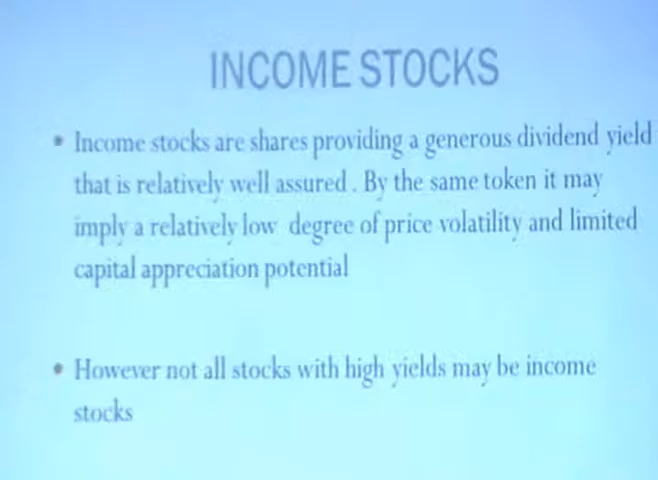 INCOME STOCKS
• Income stocks are shares providing a generous dividend yield
that is relatively well assured . By the same token it may
imply a relatively low degree of price volatility and limited
capital appreciation potential
• However not all stocks with high yields may be income
stocks